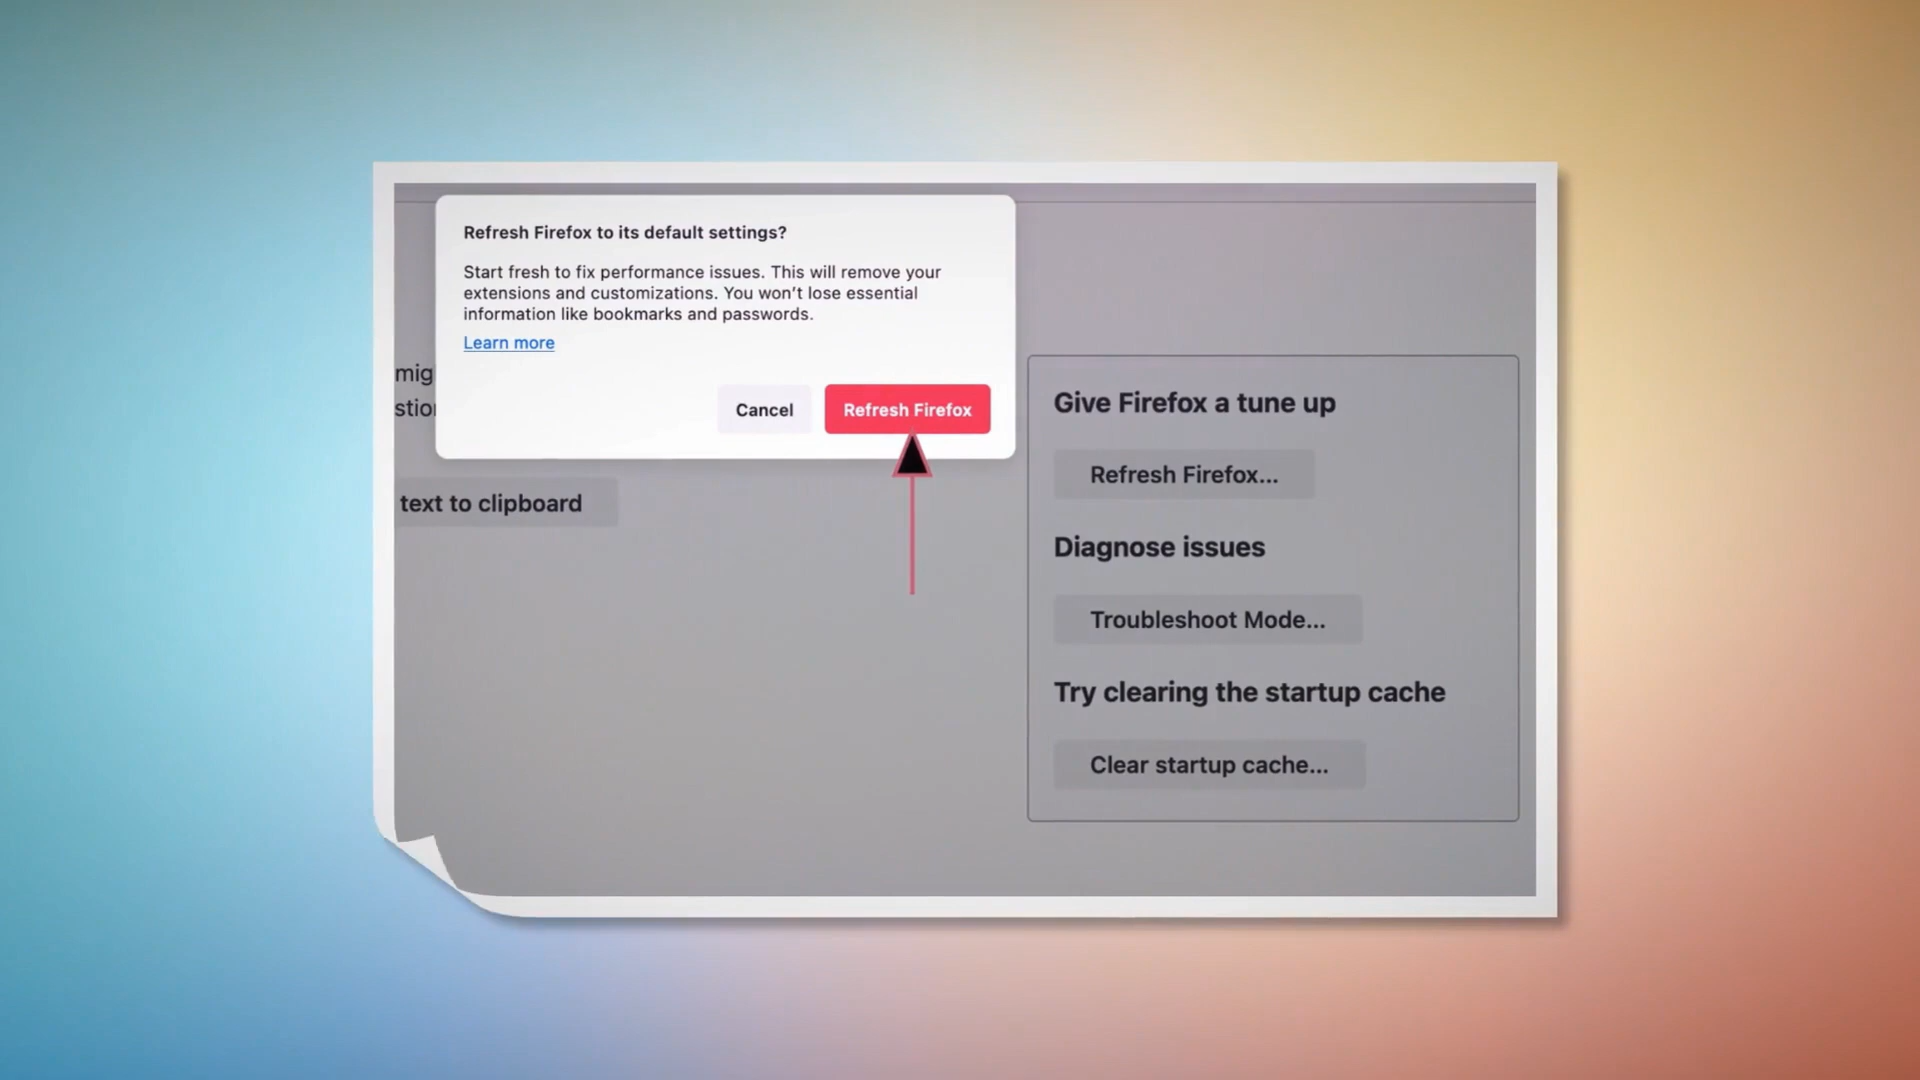 Refresh Firefox to its default settings?
Start fresh to fix performance issues. This will remove your
extensions and customizations. You won't lose essential
information like bookmarks and passwords.
Learn more
Cancel
Refresh Firefox
text to clipboard
Give Firefox a tune up
Refresh Firefox...
Diagnose issues
Troubleshoot Mode...
Try clearing the startup cache
Clear startup cache...